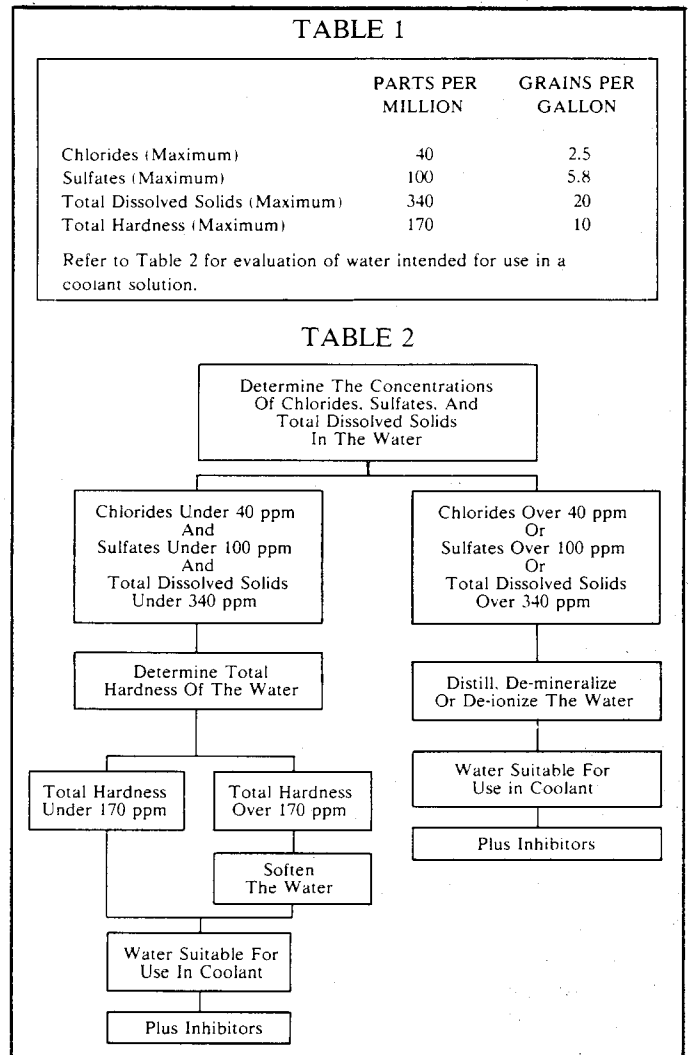 TABLE 1
PARTS PER MILLION GRAINS PER GALLON
Chlorides (Maximum) 40 2.5
Sulfates (Maximum) 100 5.8
Total Dissolved Solids (Maximum) 340 20
Total Hardness (Maximum) 170 10
Refer to Table 2 for evaluation of water intended for use in a
coolant solution.
TABLE 2
Determine The Concentrations
Of Chlorides, Sulfates, And
Total Dissolved Solids
In The Water
Chlorides Under 40 ppm
And
Sulfates Under 100 ppm
And
Total Dissolved Solids
Under 340 ppm
Chlorides Over 40 ppm
Or
Sulfates Over 100 ppm
Or
Total Dissolved Solids
Over 340 ppm
Determine Total
Hardness Of The Water
Distill, De-mineralize
Or De-ionize The Water
Total Hardness
Under 170 ppm
Total Hardness
Over 170 ppm
Water Suitable For
Use in Coolant
Plus Inhibitors
Soften
The Water
Water Suitable For
Use In Coolant
Plus Inhibitors